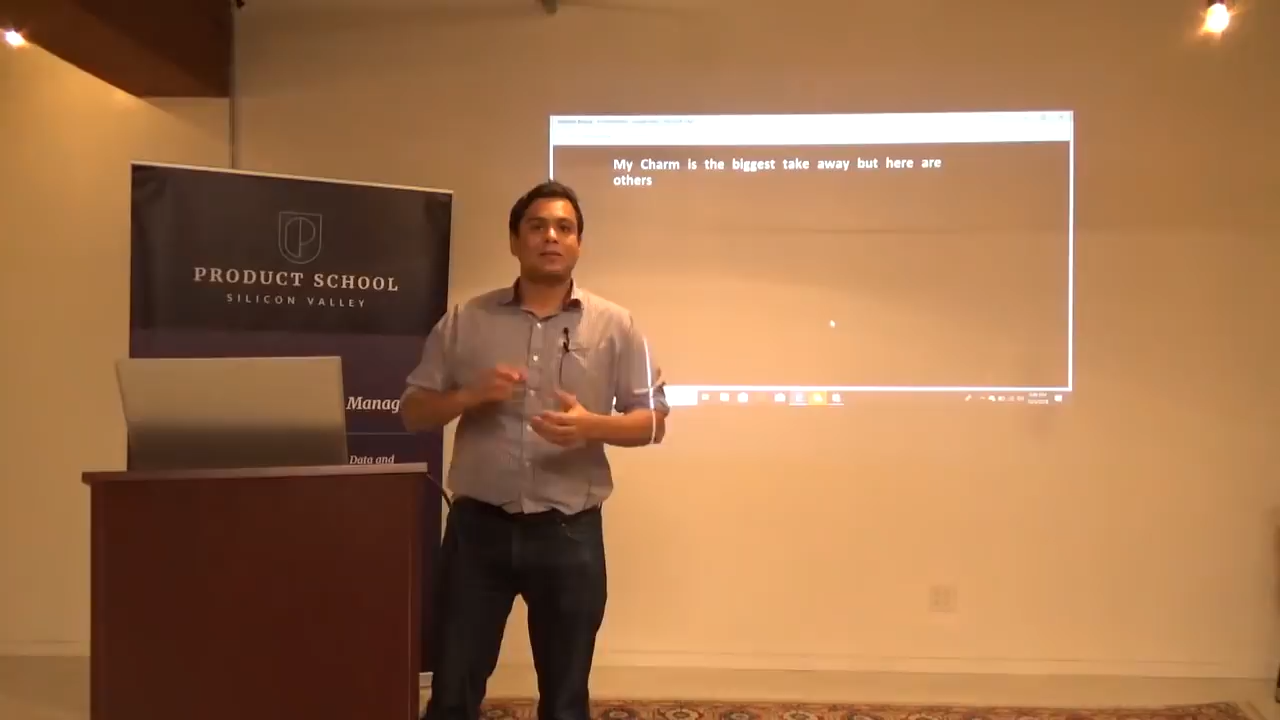 My Charm is the biggest take away but here are
others
PRODUCT SCHOOL
SILICON VALLEY
Manag
Data and